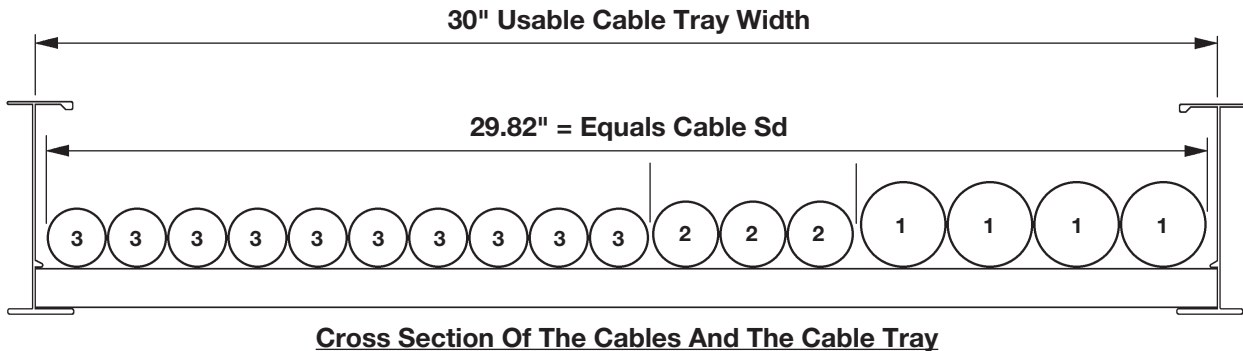 30" Usable Cable Tray Width
29.82" = Equals Cable Sd
3 3 3 3 3 3 3 3 3 3 2 2 2 1 1 1 1
Cross Section Of The Cables And The Cable Tray